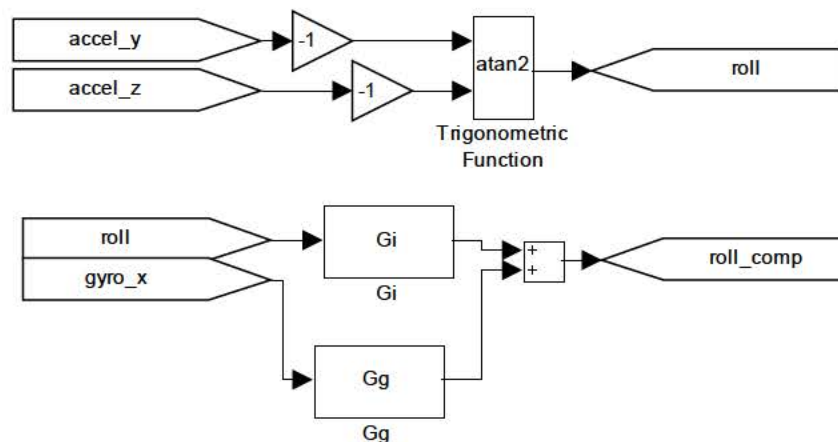 accel_y
-1
accel_z
-1
atan2
roll
Trigonometric
Function
roll
gyro_x
Gi
Gi
+
+
roll_comp
Gg
Gg